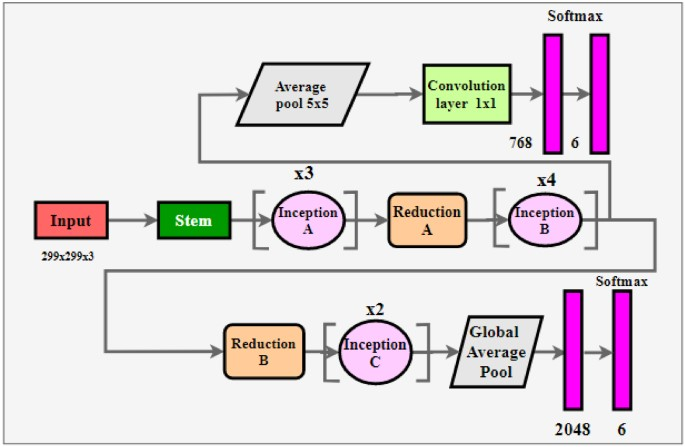 Softmax
Average
pool 5x5
Convolution
layer 1x1
768
6
x3
x4
Input
Stem
Inception
A
Reduction
A
Inception
B
299x299x3
Softmax
x2
Reduction
B
Inception
C
Global
Average
Pool
2048
6